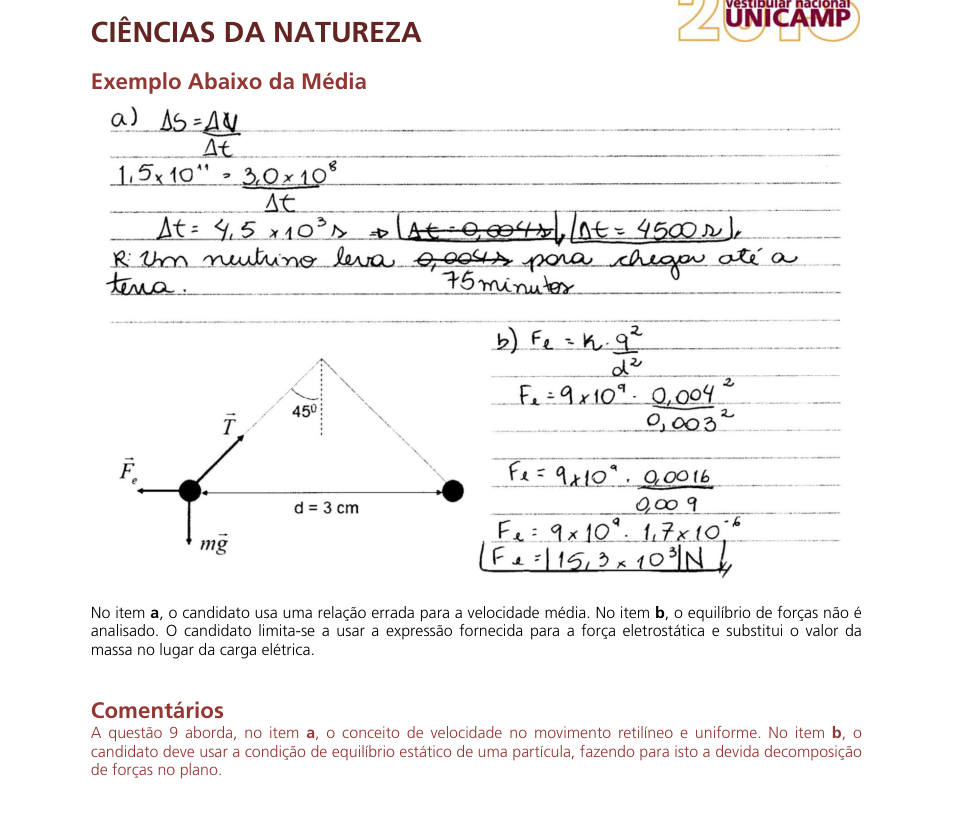 CIÊNCIAS DA NATUREZA
vestibular nacional
UNICAMP
Exemplo Abaixo da Média
a) ΔS = ΔV
Δt
1,5x10¹¹ = 3,0 x 10⁸
Δt
Δt = 4,5 x10³ s ⇒ Δt = 0,004 s Δt = 4500 s
R: Um neutrino leva 0,004 s para chegar até a
terra. 75 minutos
b) Fe = K . q²
d²
Fe = 9 x 10⁹ . 0,004²
0,003²
Fe = 9 x 10⁹ . 0,0016
0,00 9
Fe = 9 x 10⁹ . 1,7 x 10⁻⁶
Fe = 15,3 x 10³ N
45⁰
T
Fe
d = 3 cm
mg
No item a, o candidato usa uma relação errada para a velocidade média. No item b, o equilíbrio de forças não é
analisado. O candidato limita-se a usar a expressão fornecida para a força eletrostática e substitui o valor da
massa no lugar da carga elétrica.
Comentários
A questão 9 aborda, no item a, o conceito de velocidade no movimento retilíneo e uniforme. No item b, o
candidato deve usar a condição de equilíbrio estático de uma partícula, fazendo para isto a devida decomposição
de forças no plano.